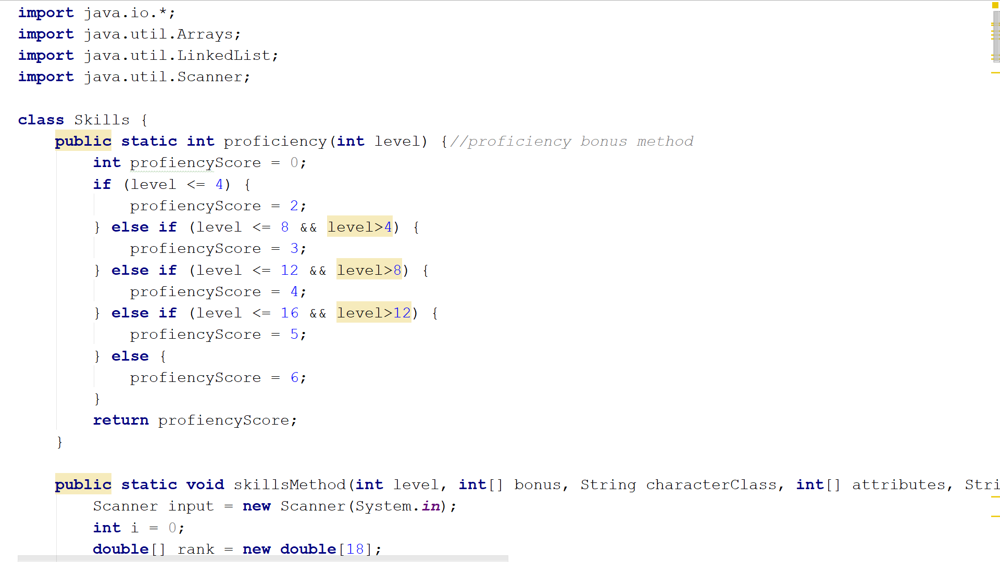 import java.io.*;
import java.util.Arrays;
import java.util.LinkedList;
import java.util.Scanner;
class Skills {
public static int proficiency(int level) {//proficiency bonus method
int profiencyScore = 0;
if (level <= 4) {
profiencyScore = 2;
} else if (level <= 8 && level>4) {
profiencyScore = 3;
} else if (level <= 12 && level>8) {
profiencyScore = 4;
} else if (level <= 16 && level>12) {
profiencyScore = 5;
} else {
profiencyScore = 6;
}
return profiencyScore;
}
public static void skillsMethod(int level, int[] bonus, String characterClass, int[] attributes, Stri
Scanner input = new Scanner(System.in);
int i = 0;
double[] rank = new double[18];